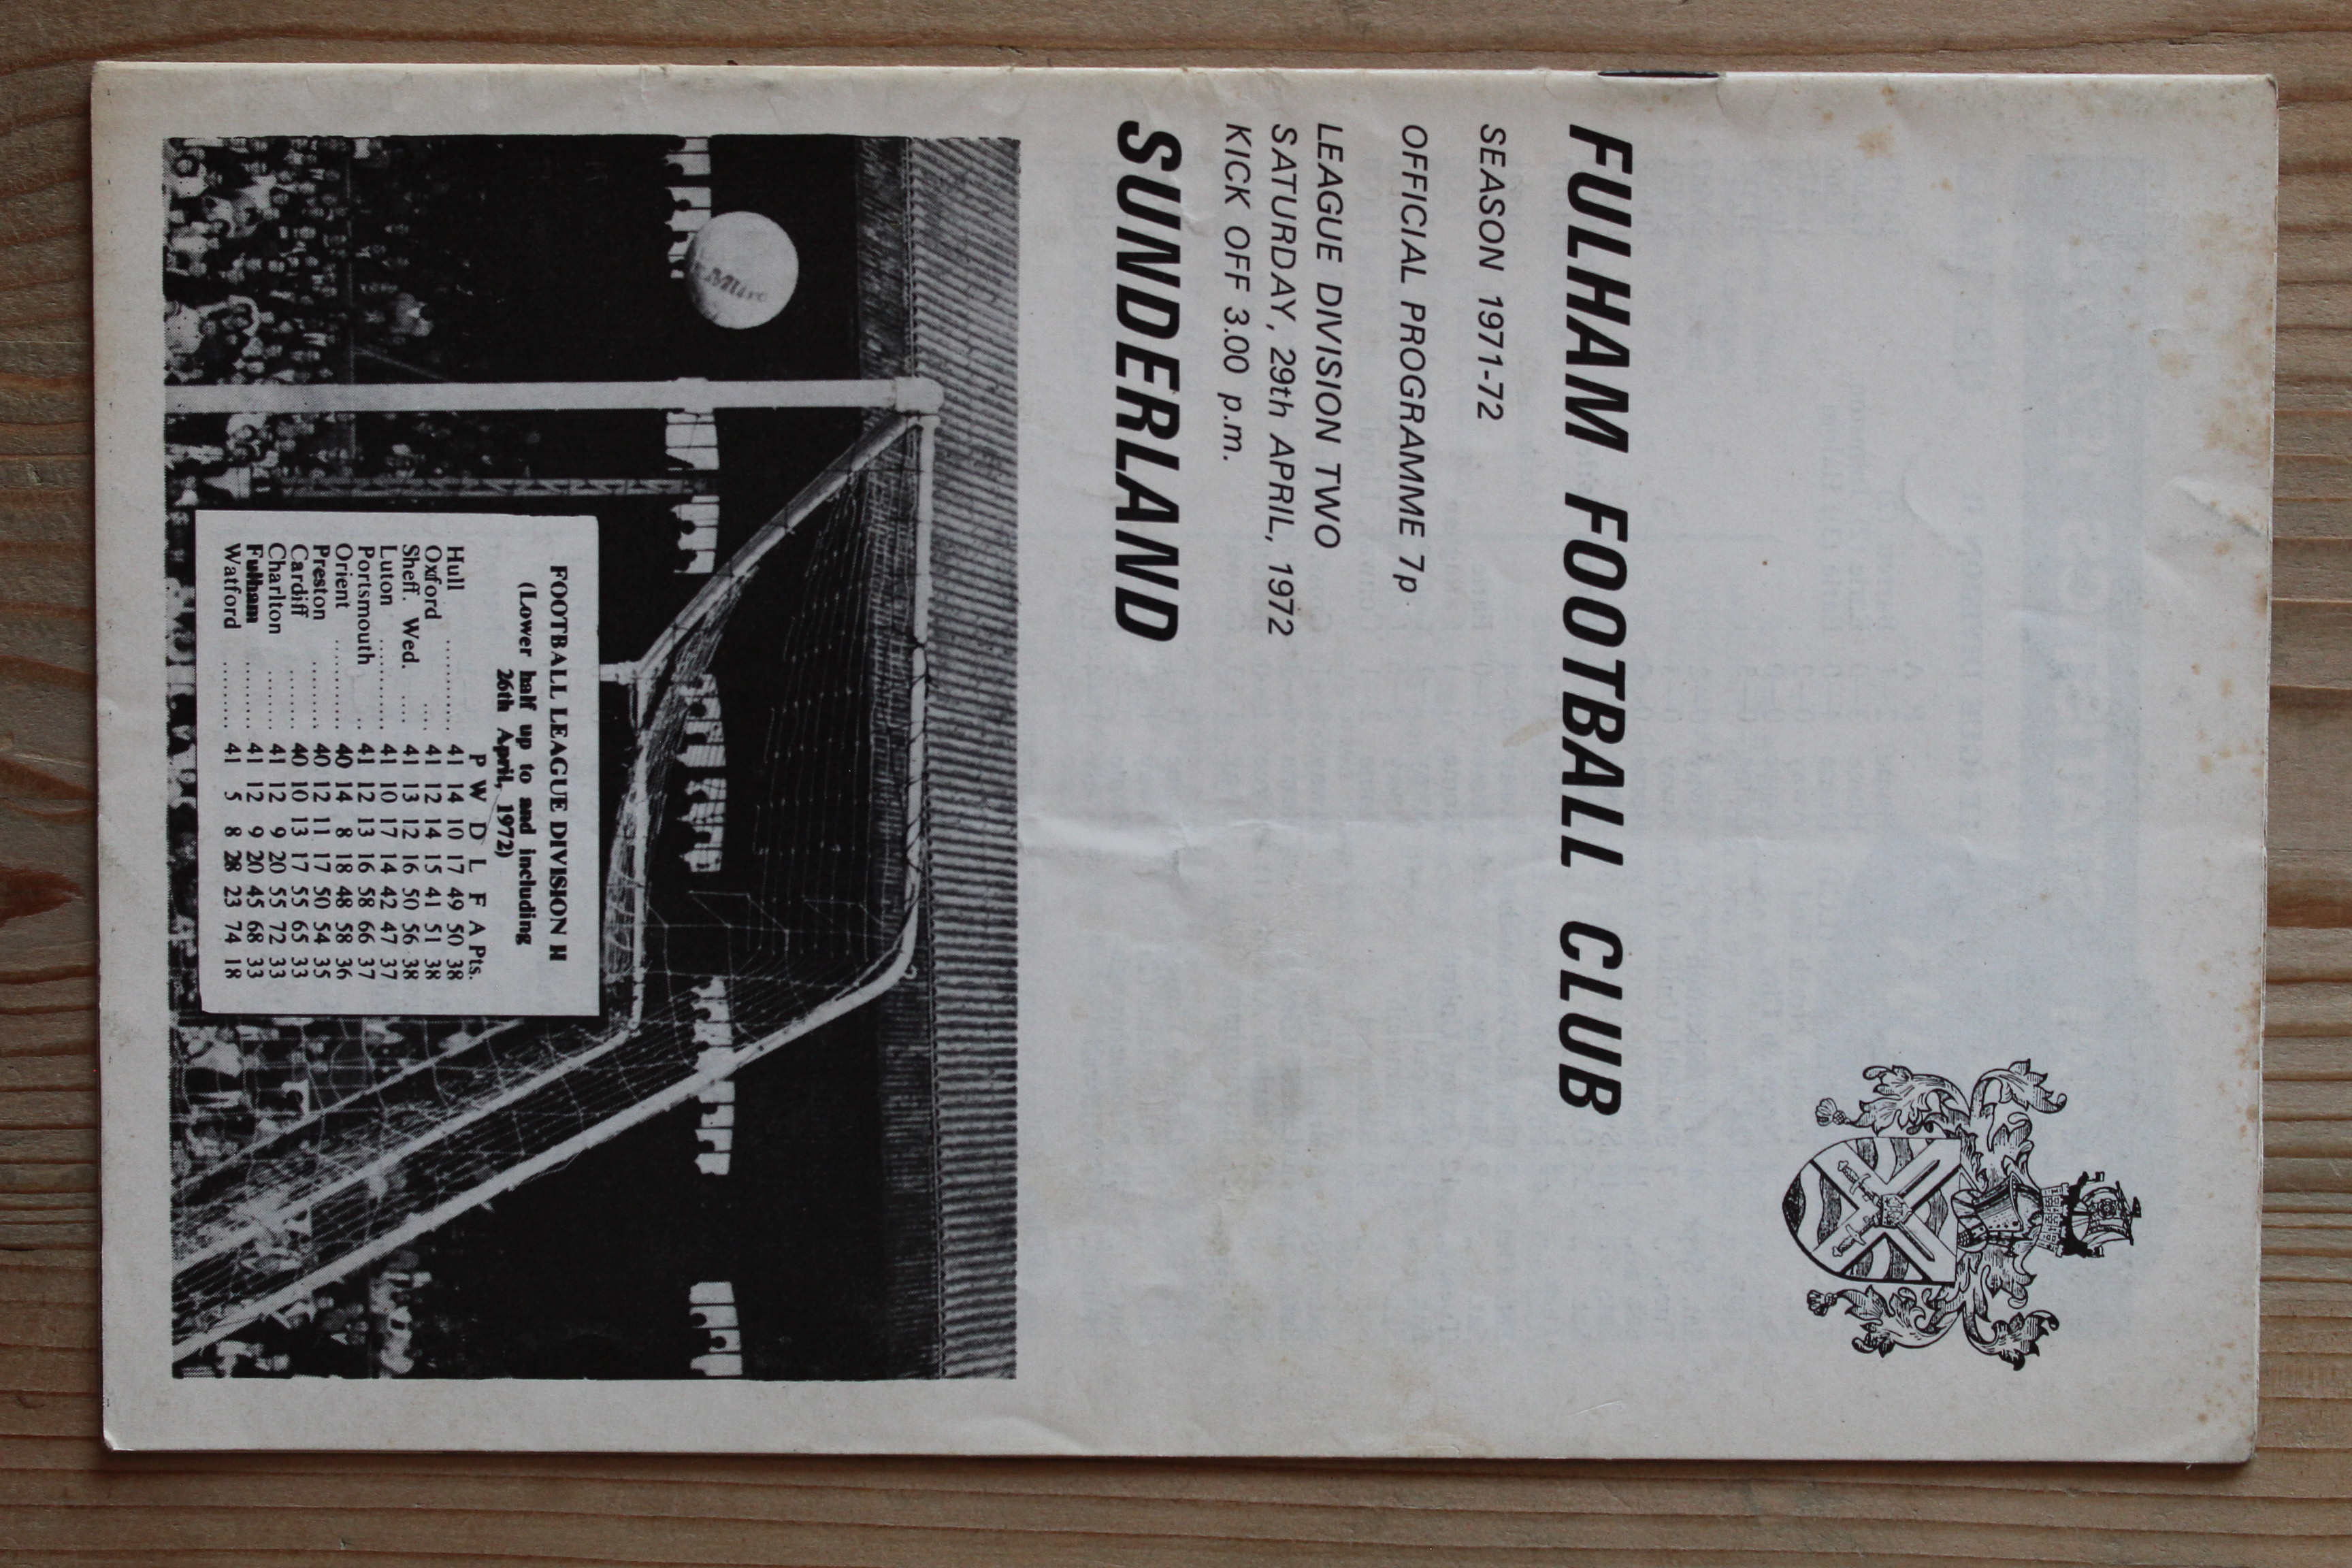 FULHAM FOOTBALL CLUB
SEASON 1971-72
OFFICIAL PROGRAMME 7p
LEAGUE DIVISION TWO
SATURDAY, 29th APRIL, 1972
KICK OFF 3.00 p.m.
SUNDERLAND
FOOTBALL LEAGUE DIVISION II
(Lower half up to and including
26th April, 1972)
P W D L F A Pts.
Hull ............ 41 14 10 17 49 50 38
Oxford .... 41 12 14 15 41 51 38
Sheff. Wed. .... 41 13 12 16 50 56 38
Luton ............ 41 10 17 14 42 47 37
Portsmouth .. 41 12 13 16 58 66 37
Orient ............ 40 14 8 18 48 58 36
Preston ......... 40 12 11 17 50 54 35
Cardiff ......... 40 10 13 17 55 65 33
Charlton ......... 41 12 9 20 55 72 33
Fulham ......... 41 12 9 20 45 68 33
Watford ......... 41 5 8 28 23 74 18